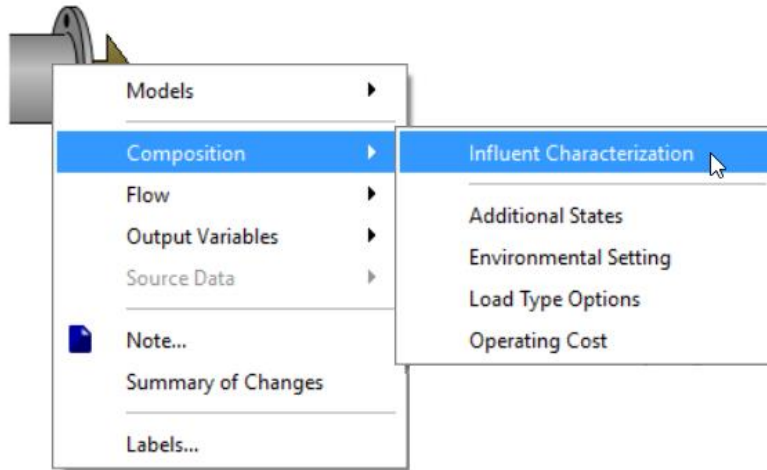 Models
Composition
Flow
Output Variables
Source Data
Note...
Summary of Changes
Labels...
Influent Characterization
Additional States
Environmental Setting
Load Type Options
Operating Cost